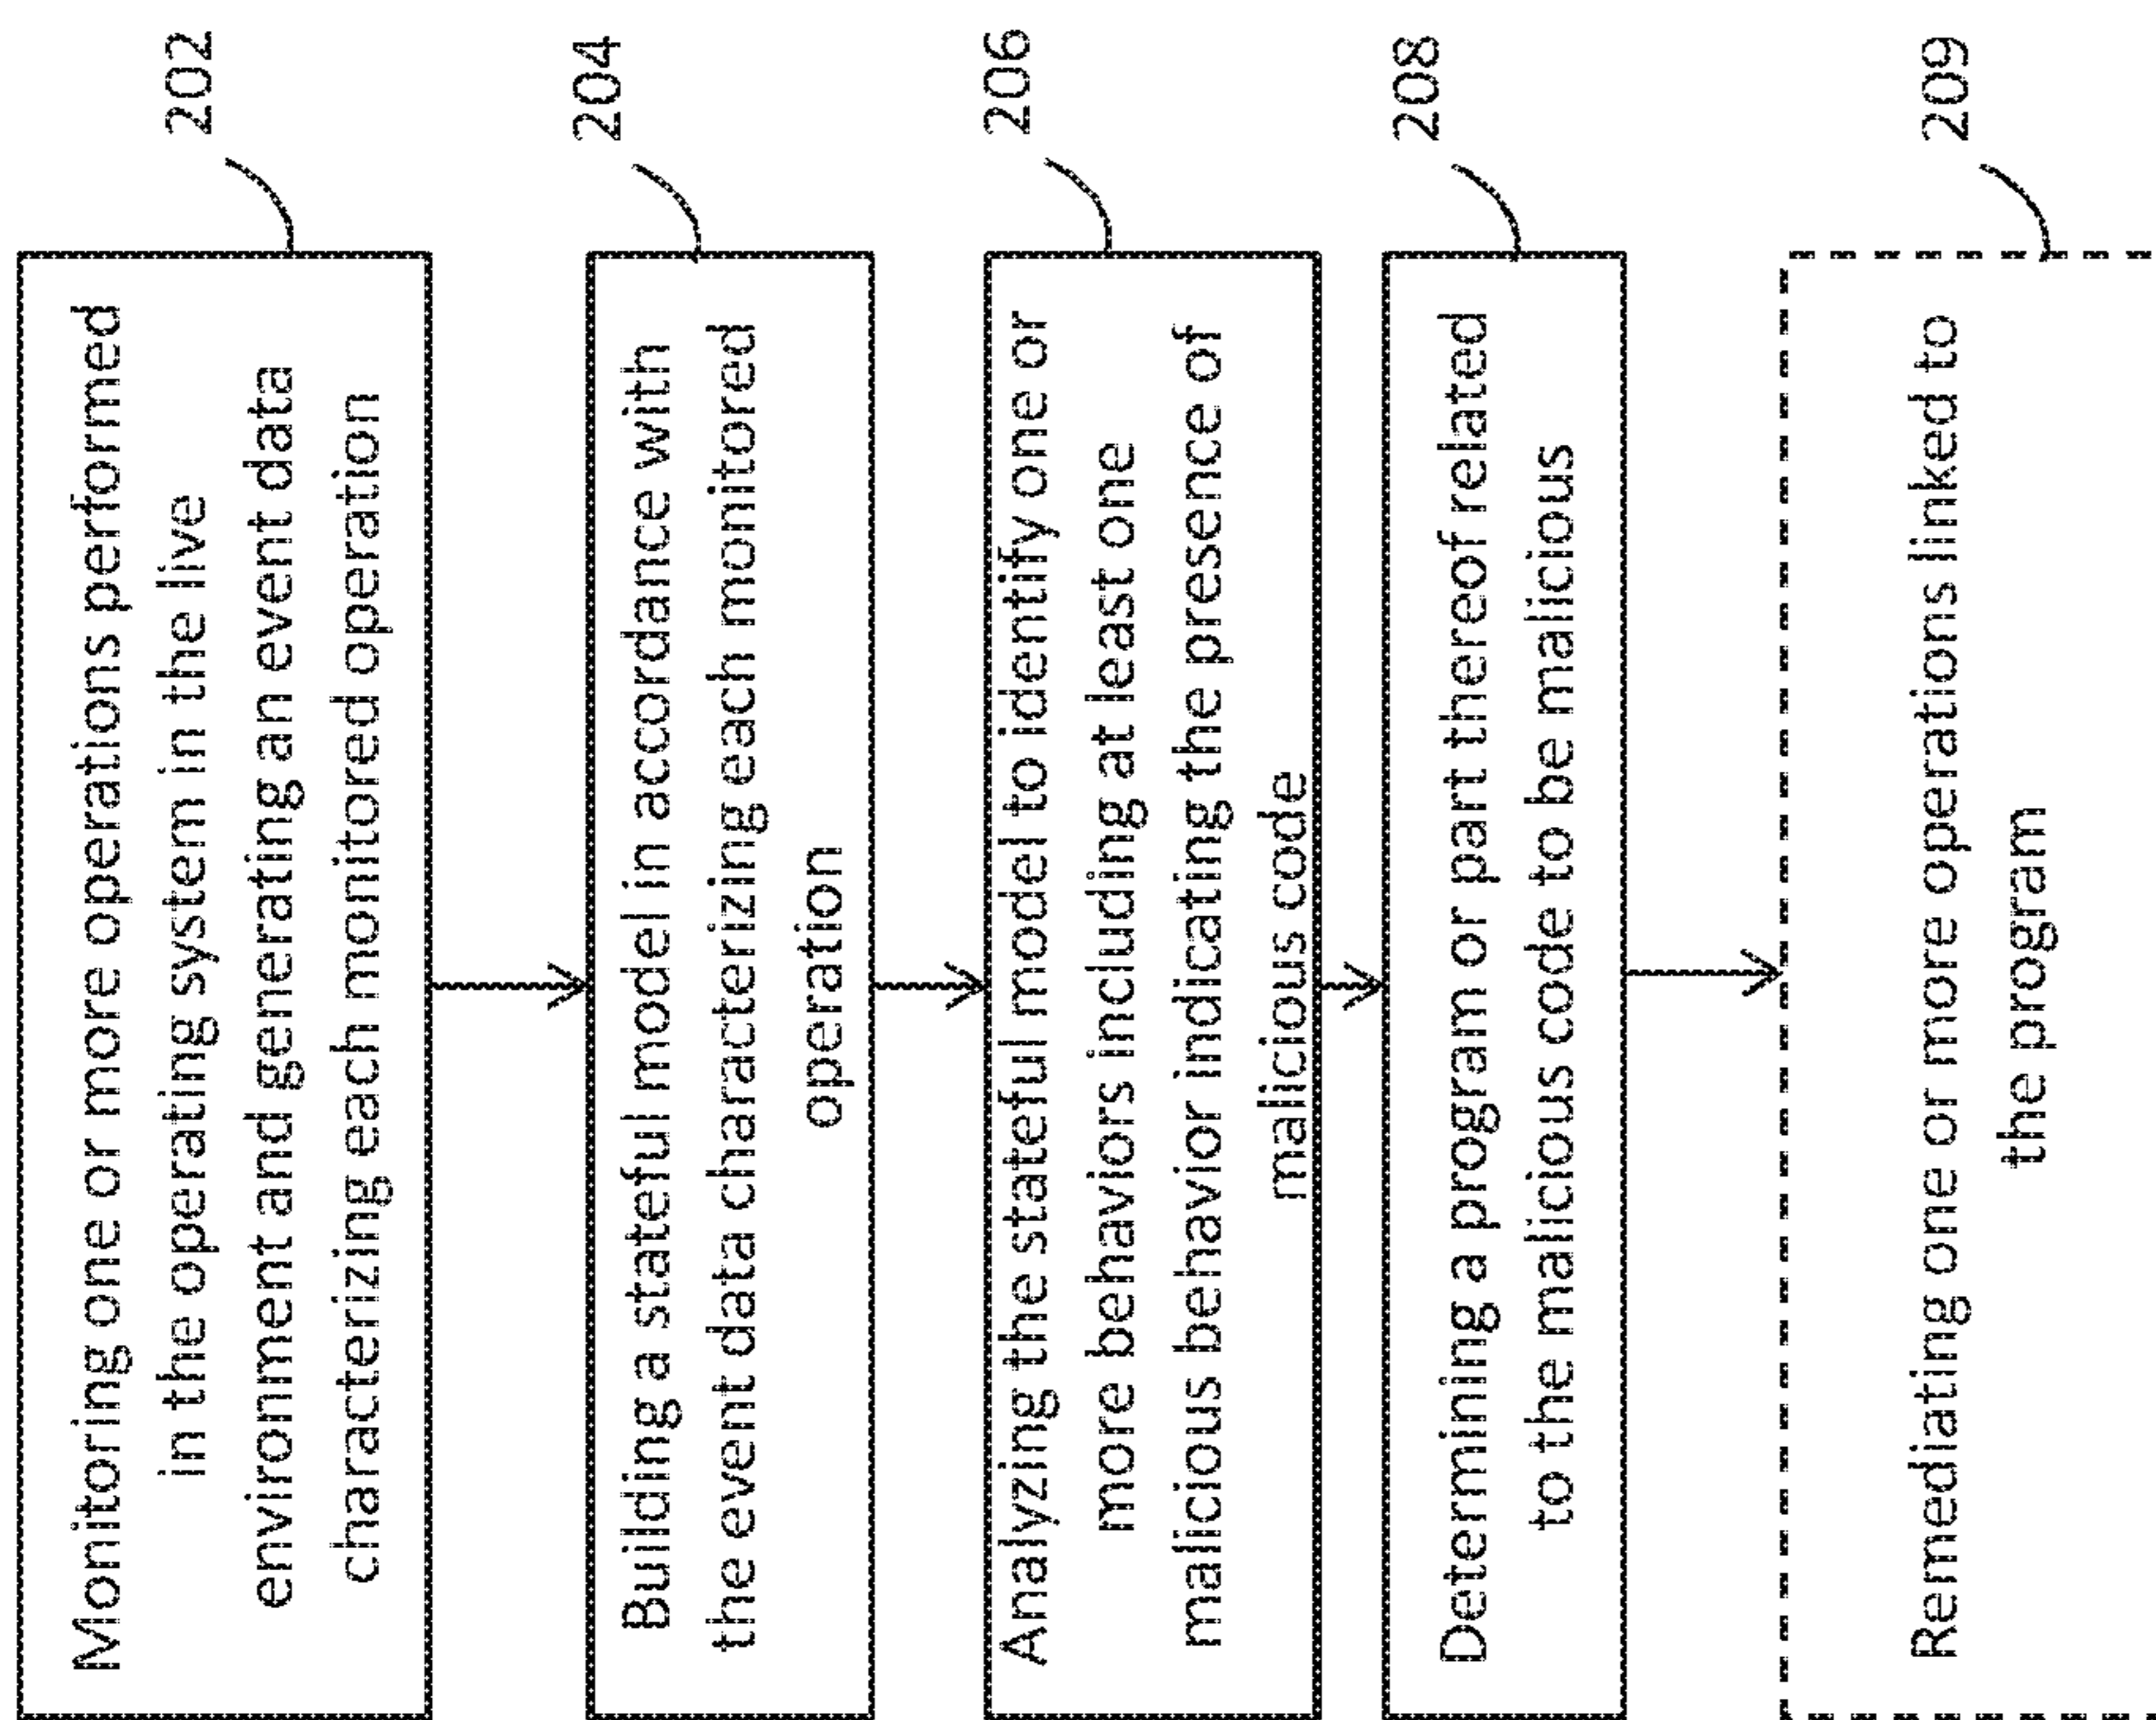 Monitoring one or more operations performed
in the operating system in the live
environment and generating an event data
characterizing each monitored operation
202
Building a stateful model in accordance with
the event data characterizing each monitored
operation
204
Analyzing the stateful model to identify one or
more behaviors including at least one
malicious behavior indicating the presence of
malicious code
206
Determining a program or part thereof related
to the malicious code to be malicious
208
Remediating one or more operations linked to
the program
209